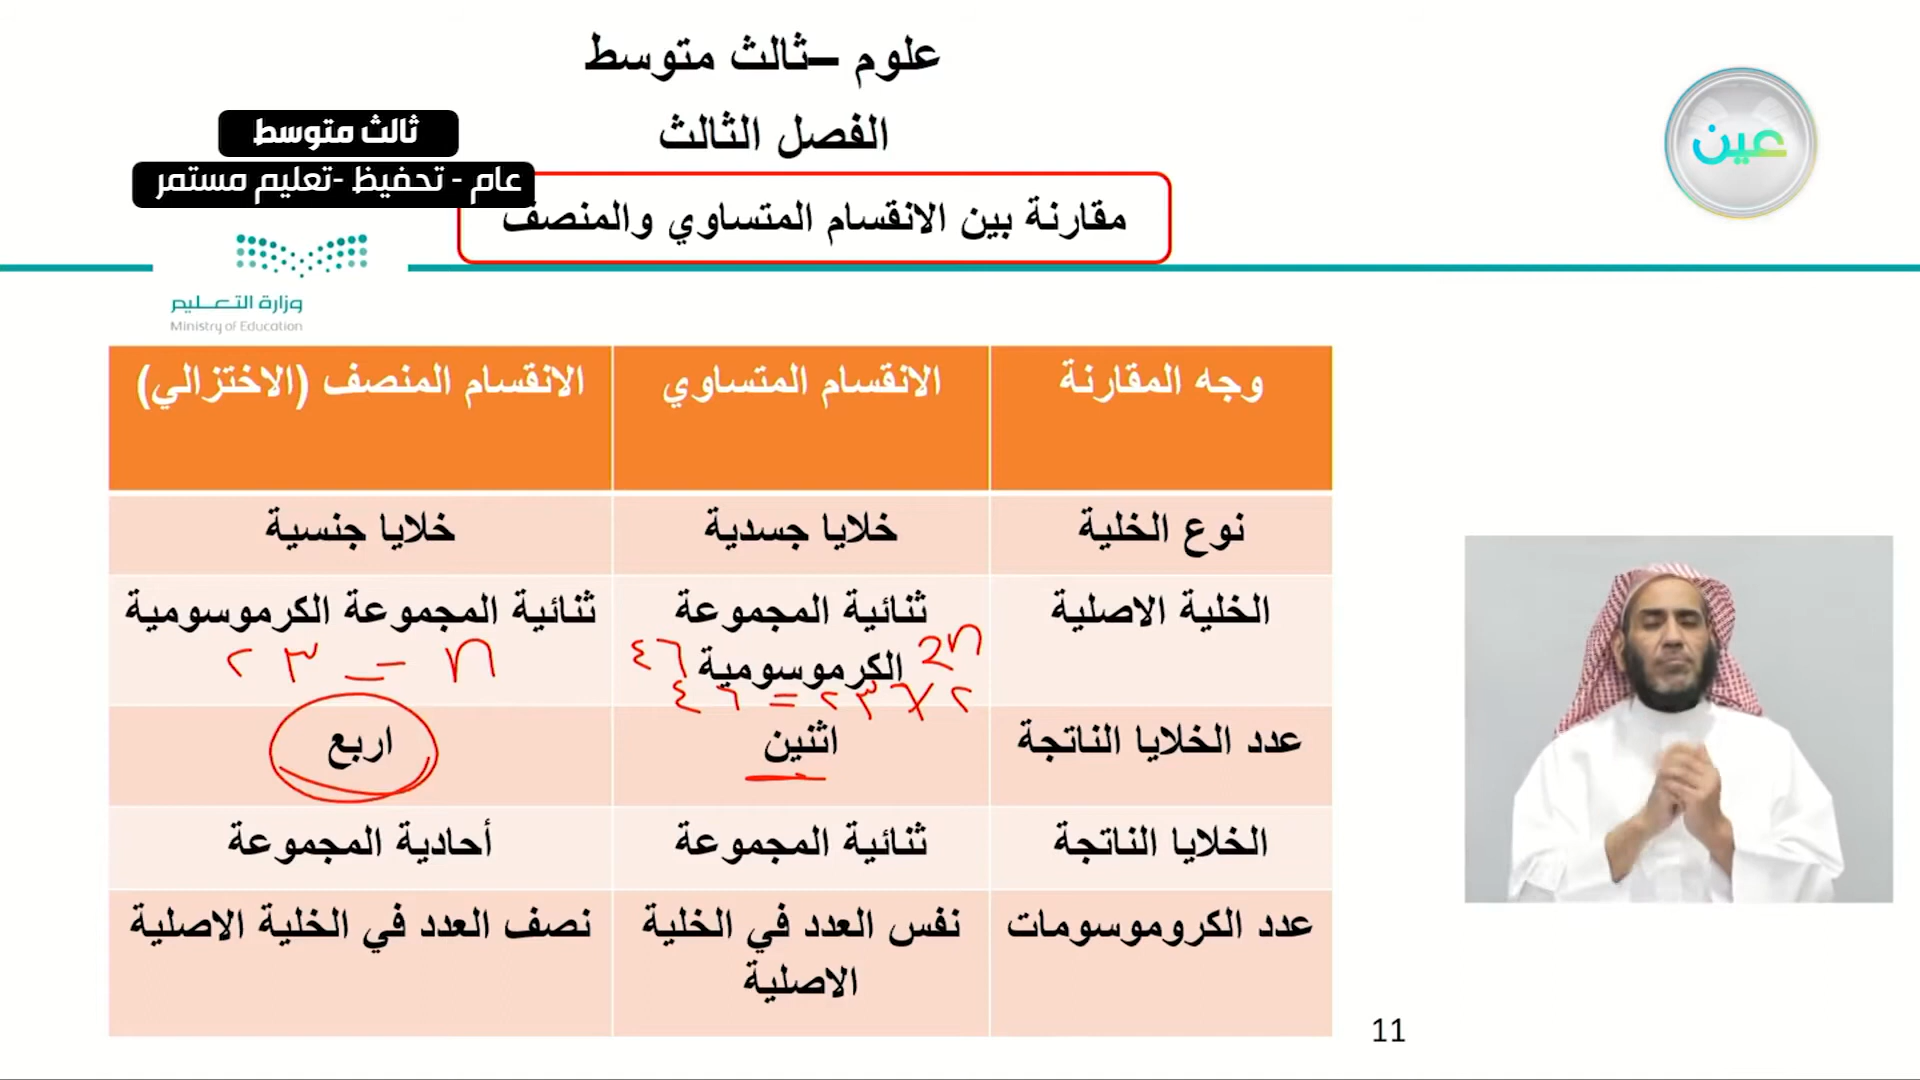 علوم –ثالث متوسط
الفصل الثالث
ثالث متوسط
عام - تحفيظ -تعليم مستمر
عين
مقارنة بين الانقسام المتساوي والمنصف
وزارة التعـليم
Ministry of Education
وجه المقارنة
الانقسام المتساوي
الانقسام المنصف (الاختزالي)
نوع الخلية
خلايا جسدية
خلايا جنسية
الخلية الاصلية
ثنائية المجموعة
الكرموسومية
2n
٤٦
٢ × ٢٣ = ٤٦
ثنائية المجموعة الكرموسومية
n = ٢٣
عدد الخلايا الناتجة
اثنين
اربع
الخلايا الناتجة
ثنائية المجموعة
أحادية المجموعة
عدد الكروموسومات
نفس العدد في الخلية
الاصلية
نصف العدد في الخلية الاصلية
11